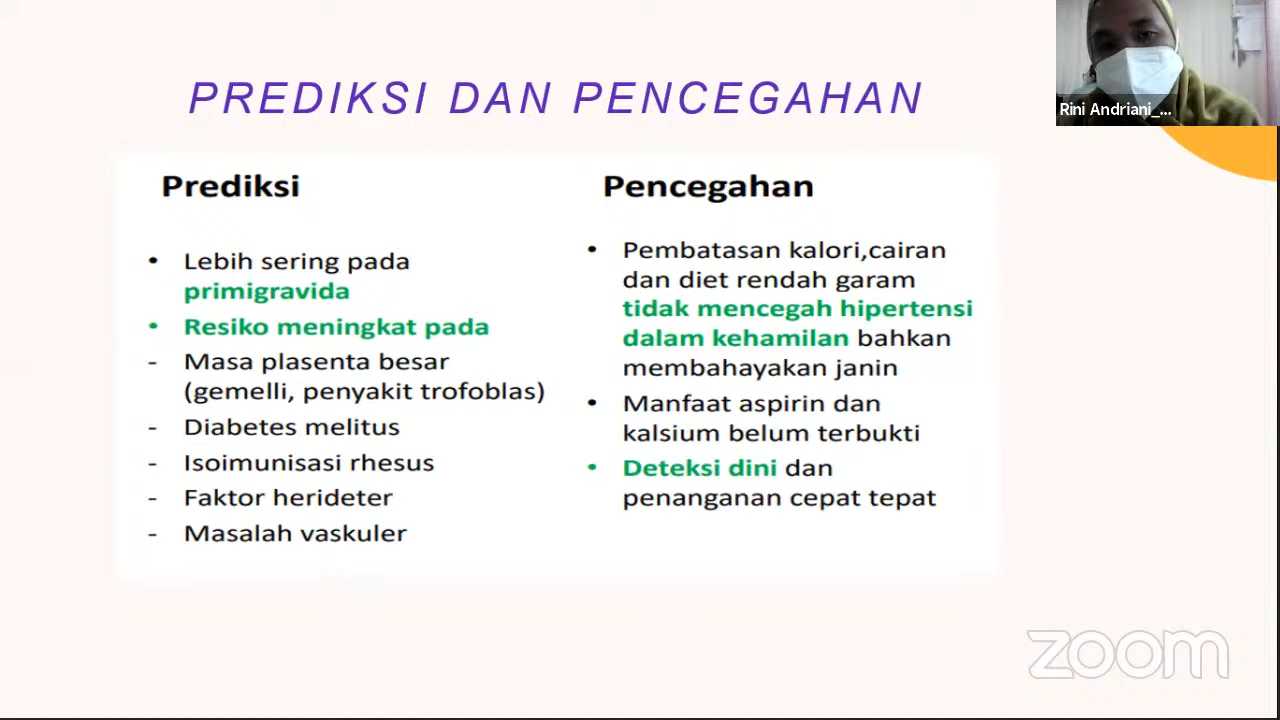 PREDIKSI DAN PENCEGAHAN
Rini Andriani_...
Prediksi
• Lebih sering pada
primigravida
• Resiko meningkat pada
- Masa plasenta besar
(gemelli, penyakit trofoblas)
- Diabetes melitus
- Isoimunisasi rhesus
- Faktor herideter
- Masalah vaskuler
Pencegahan
• Pembatasan kalori,cairan
dan diet rendah garam
tidak mencegah hipertensi
dalam kehamilan bahkan
membahayakan janin
• Manfaat aspirin dan
kalsium belum terbukti
• Deteksi dini dan
penanganan cepat tepat
zoom